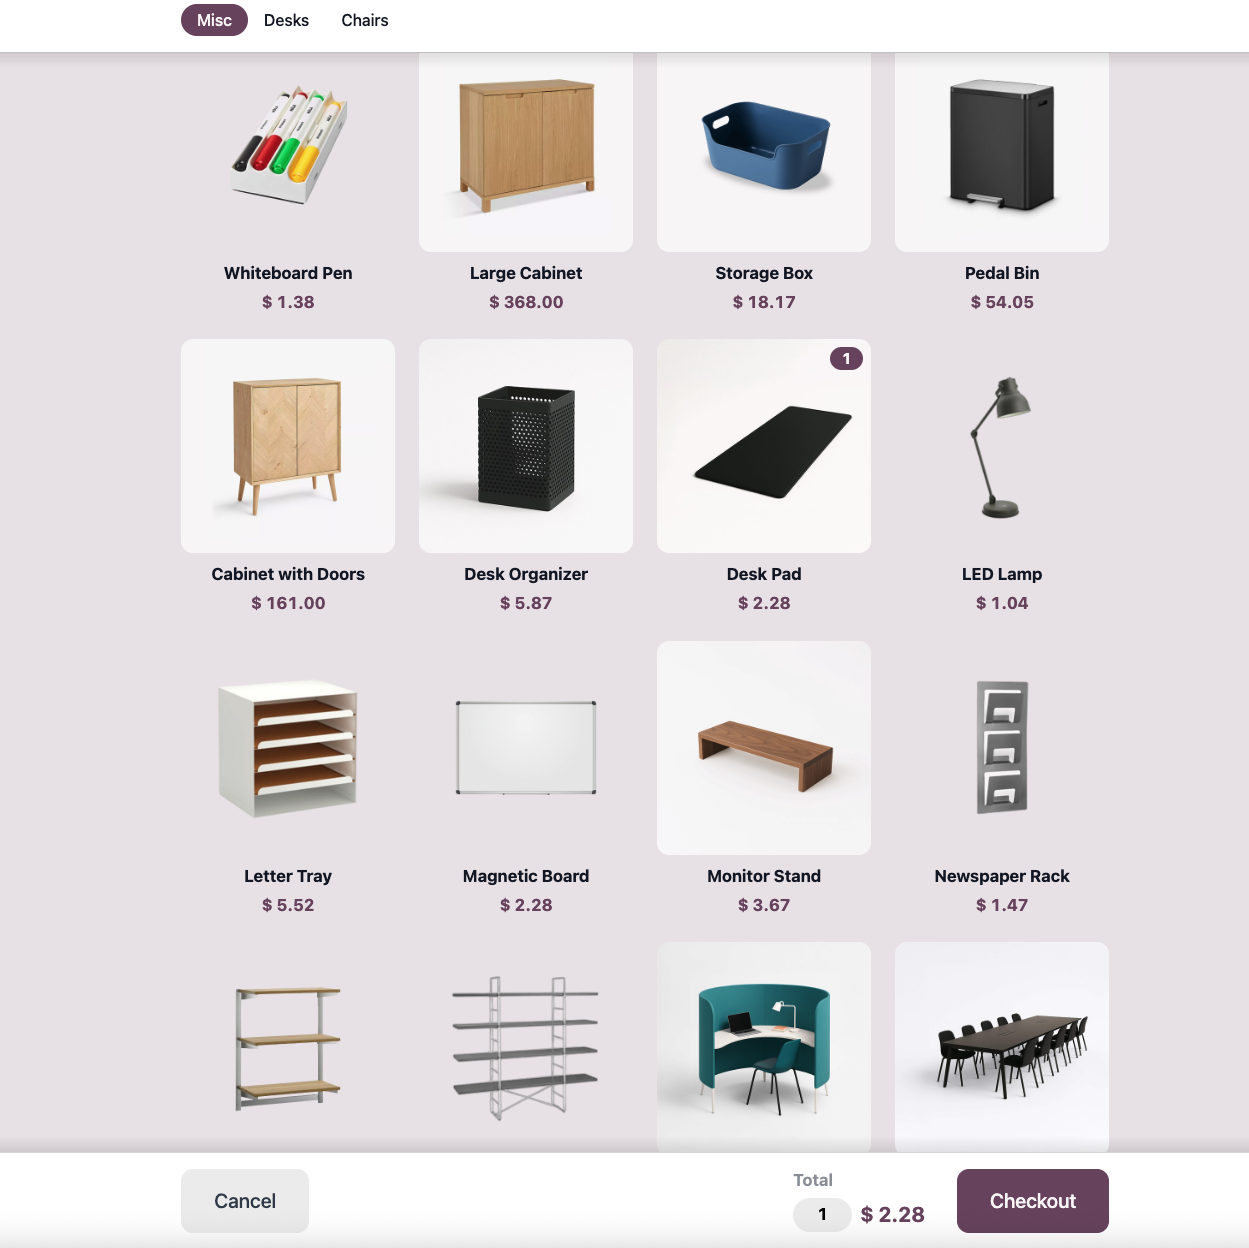 Misc Desks Chairs
Whiteboard Pen Large Cabinet Storage Box Pedal Bin
$ 1.38 $ 368.00 $ 18.17 $ 54.05
1
Cabinet with Doors Desk Organizer Desk Pad LED Lamp
$ 161.00 $ 5.87 $ 2.28 $ 1.04
Letter Tray Magnetic Board Monitor Stand Newspaper Rack
$ 5.52 $ 2.28 $ 3.67 $ 1.47
Cancel
Total
1 $ 2.28
Checkout